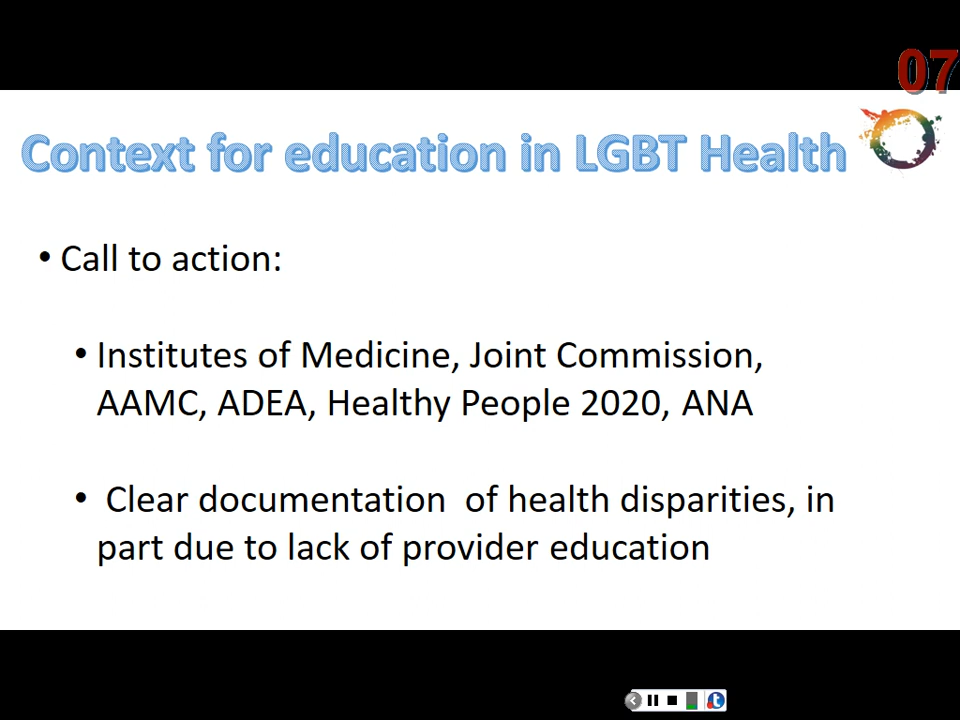 07
Context for education in LGBT Health
• Call to action:
• Institutes of Medicine, Joint Commission,
AAMC, ADEA, Healthy People 2020, ANA
• Clear documentation of health disparities, in
part due to lack of provider education
t